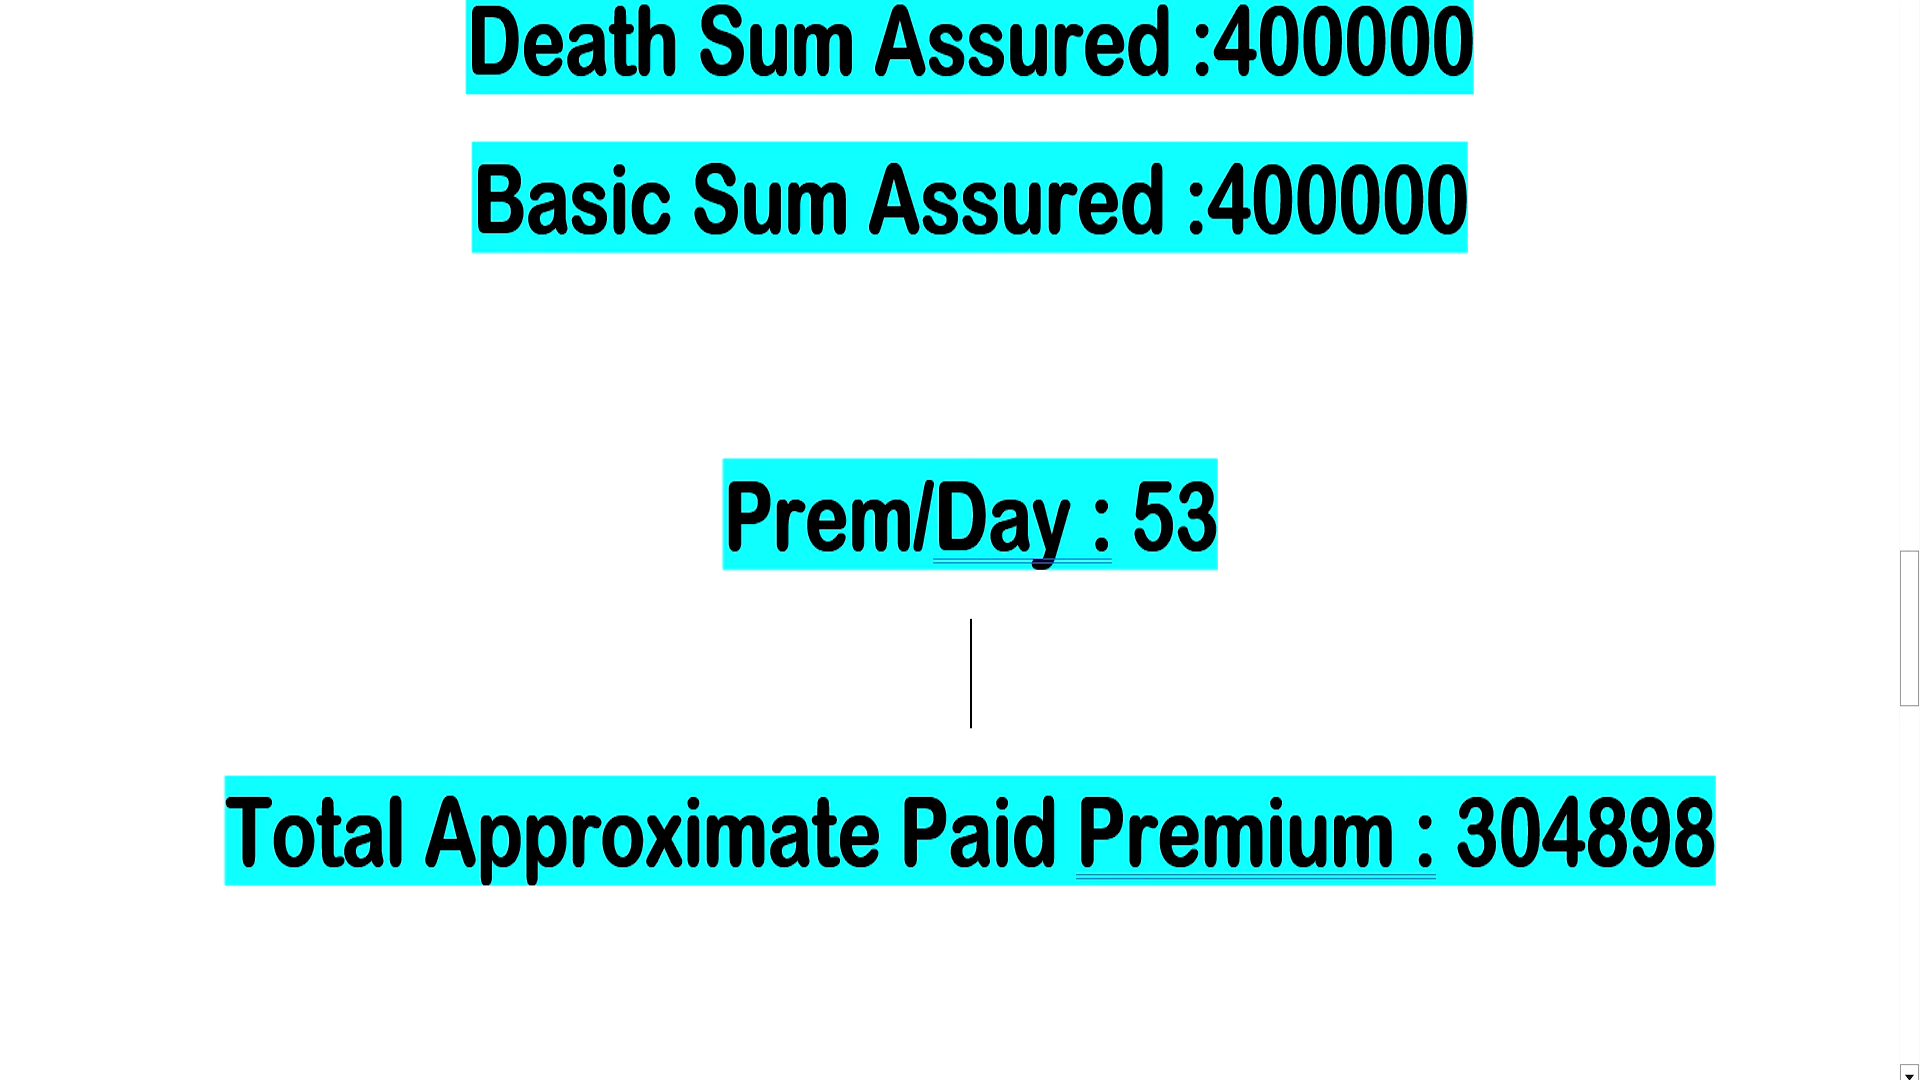 Death Sum Assured :400000
Basic Sum Assured :400000
Prem/Day : 53
Total Approximate Paid Premium : 304898